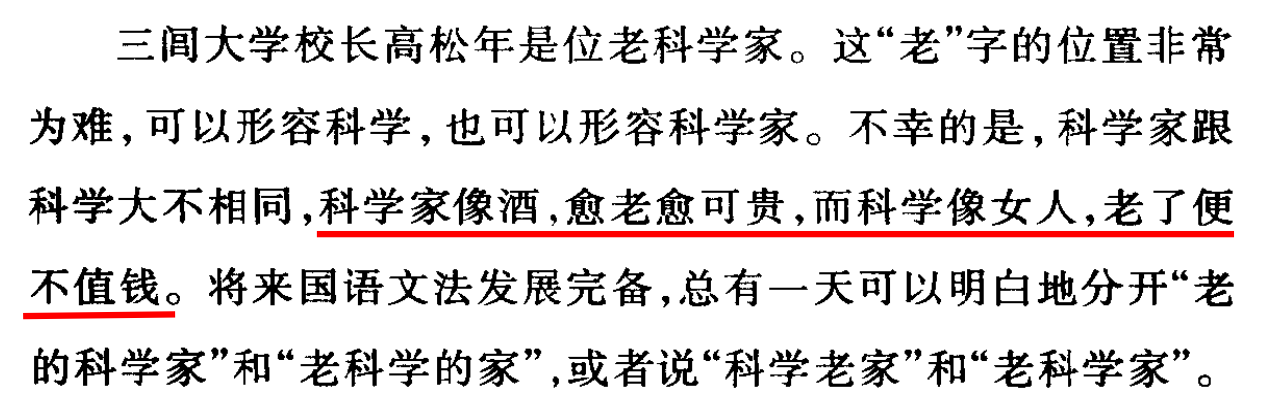 三闾大学校长高松年是位老科学家。这“老”字的位置非常
为难,可以形容科学,也可以形容科学家。不幸的是,科学家跟
科学大不相同,科学家像酒,愈老愈可贵,而科学像女人,老了便
不值钱。将来国语文法发展完备,总有一天可以明白地分开“老
的科学家”和“老科学的家”,或者说“科学老家”和“老科学家”。